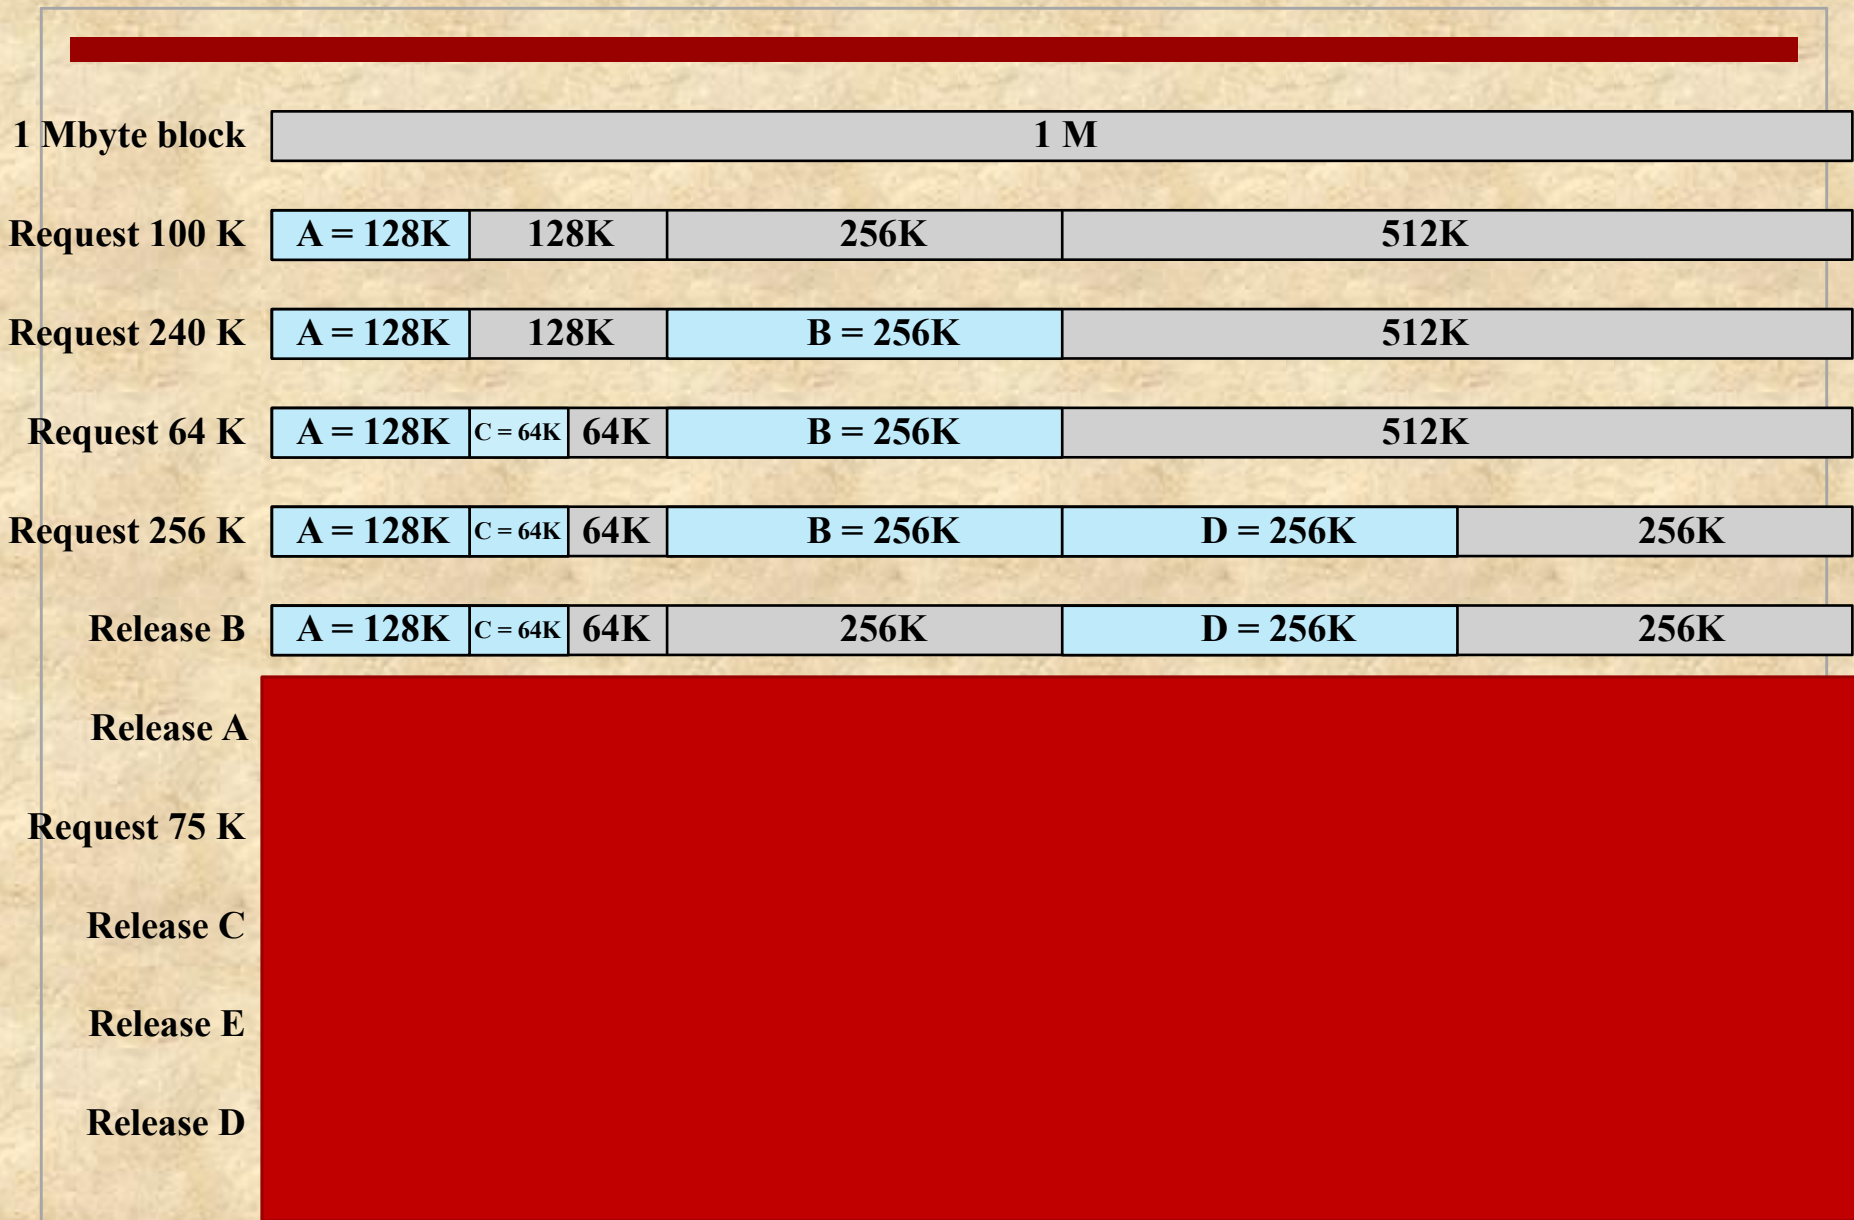 1 Mbyte block 1 M
Request 100 K A = 128K 128K 256K 512K
Request 240 K A = 128K 128K B = 256K 512K
Request 64 K A = 128K C = 64K 64K B = 256K 512K
Request 256 K A = 128K C = 64K 64K B = 256K D = 256K 256K
Release B A = 128K C = 64K 64K 256K D = 256K 256K
Release A
Request 75 K
Release C
Release E
Release D